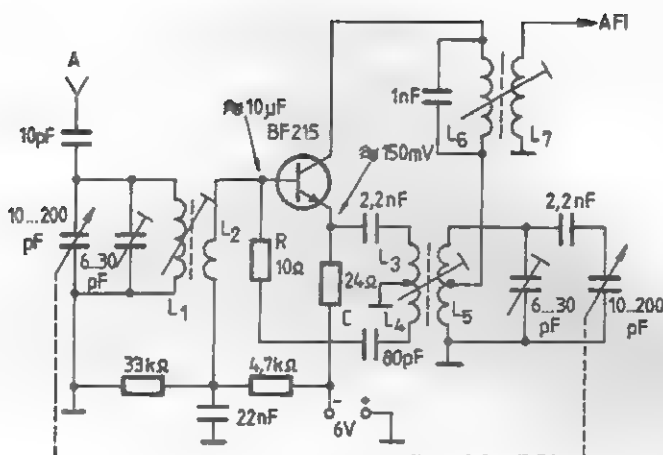 A
AFI
10pF
≈10µF
BF215
1nF
L6
L7
≈150mV
2,2nF
2,2nF
10...200
pF
6...30
pF
L1
L2
R
10Ω
24Ω
C
L3
L4
L5
6...30
pF
10...200
pF
80pF
33kΩ
4,7kΩ
22nF
- +
6V